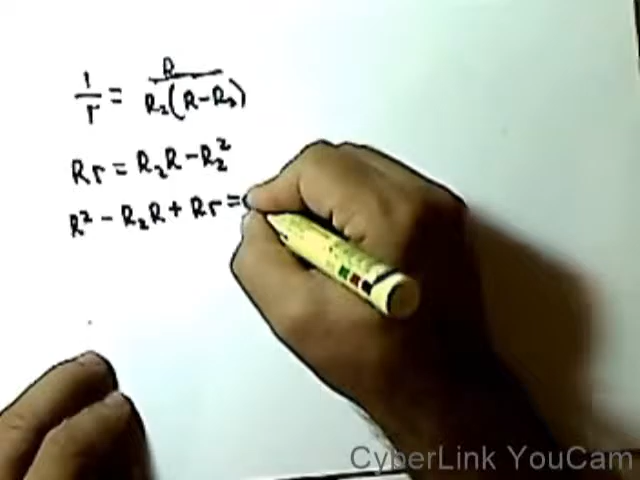 1/r = R/(R₂(R-R₂))
Rr = R₂R - R₂²
R² - R₂R + Rr =
CyberLink YouCam